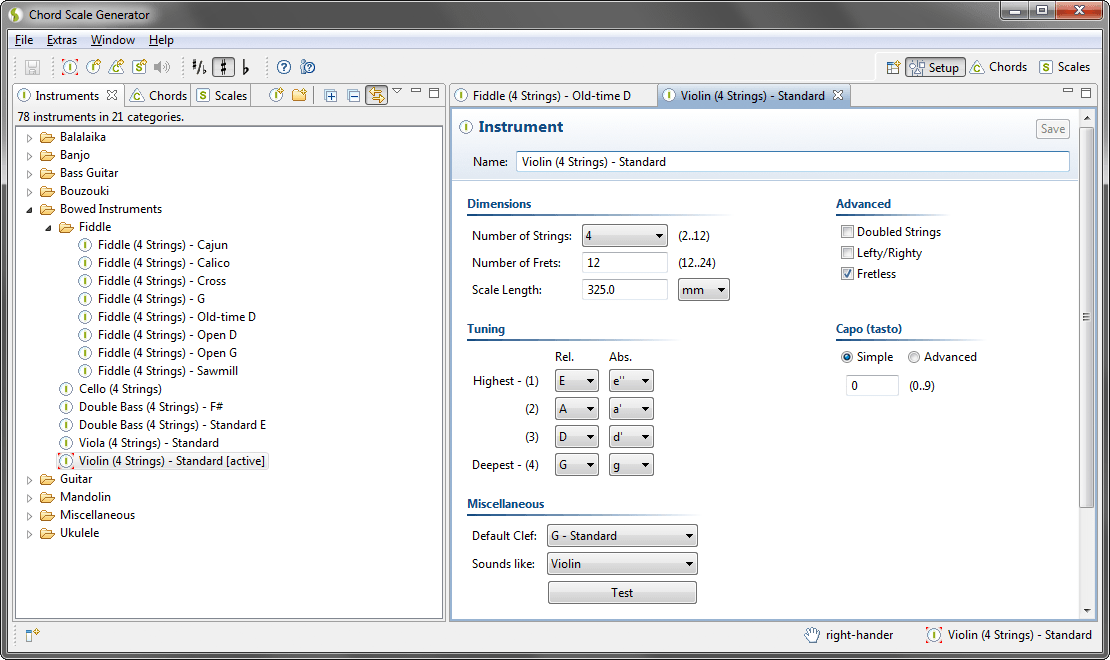 Chord Scale Generator
File Extras Window Help
Setup Chords Scales
Instruments Chords Scales
78 instruments in 21 categories.
Balalaika
Banjo
Bass Guitar
Bouzouki
Bowed Instruments
Fiddle
Fiddle (4 Strings) - Cajun
Fiddle (4 Strings) - Calico
Fiddle (4 Strings) - Cross
Fiddle (4 Strings) - G
Fiddle (4 Strings) - Old-time D
Fiddle (4 Strings) - Open D
Fiddle (4 Strings) - Open G
Fiddle (4 Strings) - Sawmill
Cello (4 Strings)
Double Bass (4 Strings) - F#
Double Bass (4 Strings) - Standard E
Viola (4 Strings) - Standard
Violin (4 Strings) - Standard [active]
Guitar
Mandolin
Miscellaneous
Ukulele
Fiddle (4 Strings) - Old-time D Violin (4 Strings) - Standard
Instrument Save
Name: Violin (4 Strings) - Standard
Dimensions
Number of Strings: 4 (2..12)
Number of Frets: 12 (12..24)
Scale Length: 325.0 mm
Advanced
Doubled Strings
Lefty/Righty
Fretless
Tuning
Rel. Abs.
Highest - (1) E e''
(2) A a'
(3) D d'
Deepest - (4) G g
Capo (tasto)
Simple Advanced
0 (0..9)
Miscellaneous
Default Clef: G - Standard
Sounds like: Violin
Test
right-hander Violin (4 Strings) - Standard